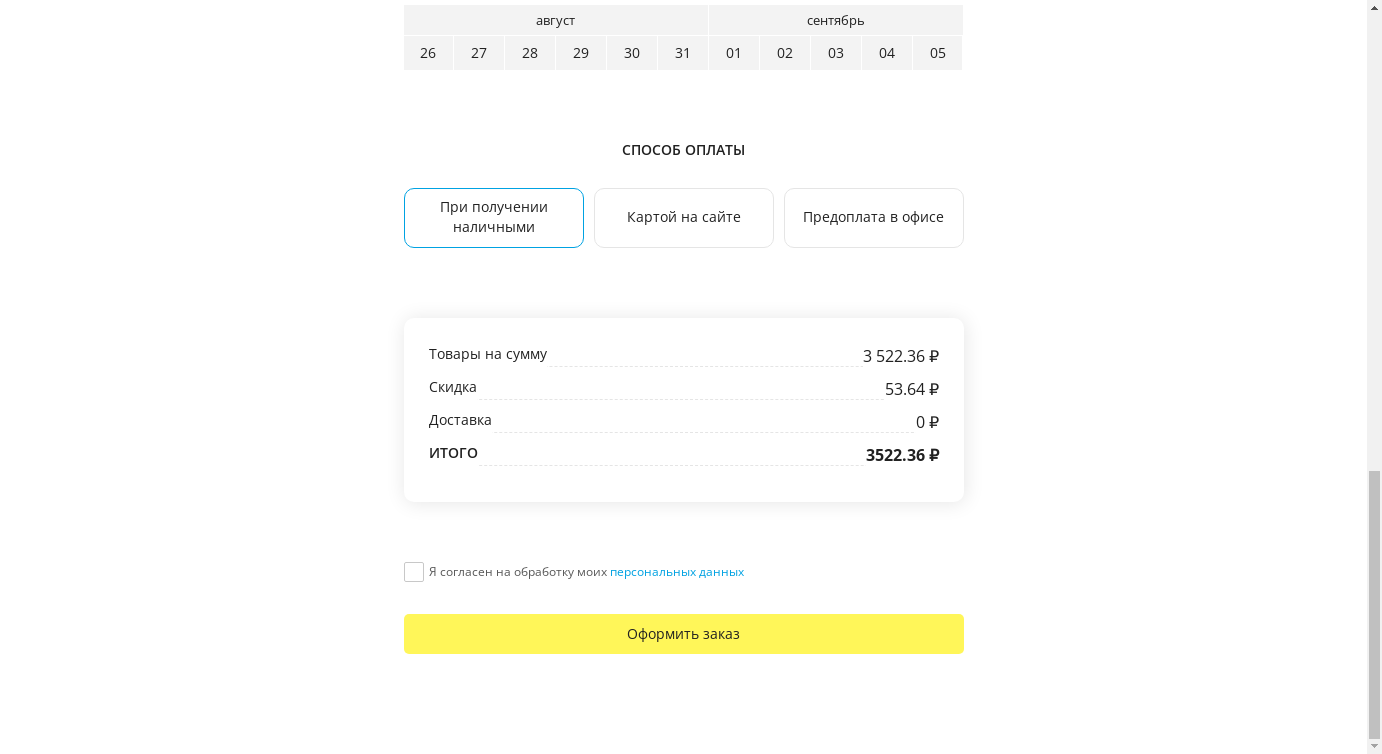 август сентябрь
26 27 28 29 30 31 01 02 03 04 05
СПОСОБ ОПЛАТЫ
При получении
наличными
Картой на сайте
Предоплата в офисе
Товары на сумму 3 522.36 ₽
Скидка 53.64 ₽
Доставка 0 ₽
ИТОГО 3522.36 ₽
Я согласен на обработку моих персональных данных
Оформить заказ